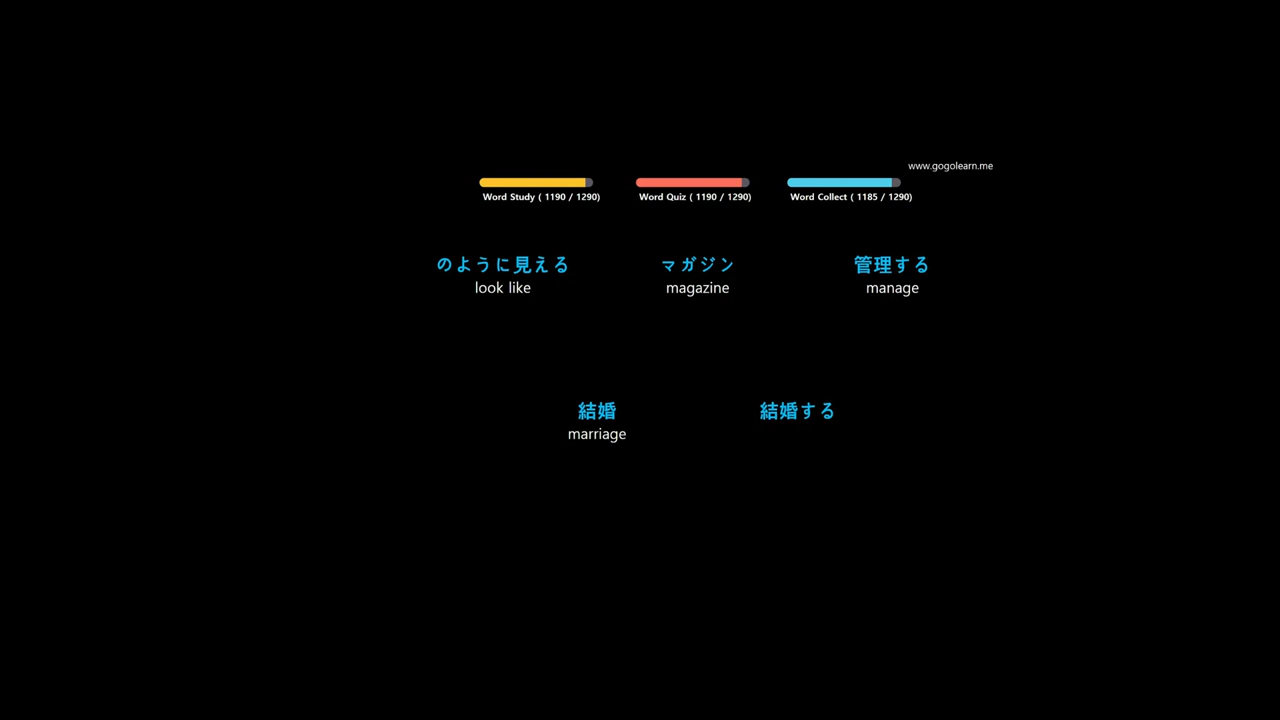 www.gogolearn.me
Word Study ( 1190 / 1290)
Word Quiz ( 1190 / 1290)
Word Collect ( 1185 / 1290)
のように見える
look like
マガジン
magazine
管理する
manage
結婚
marriage
結婚する